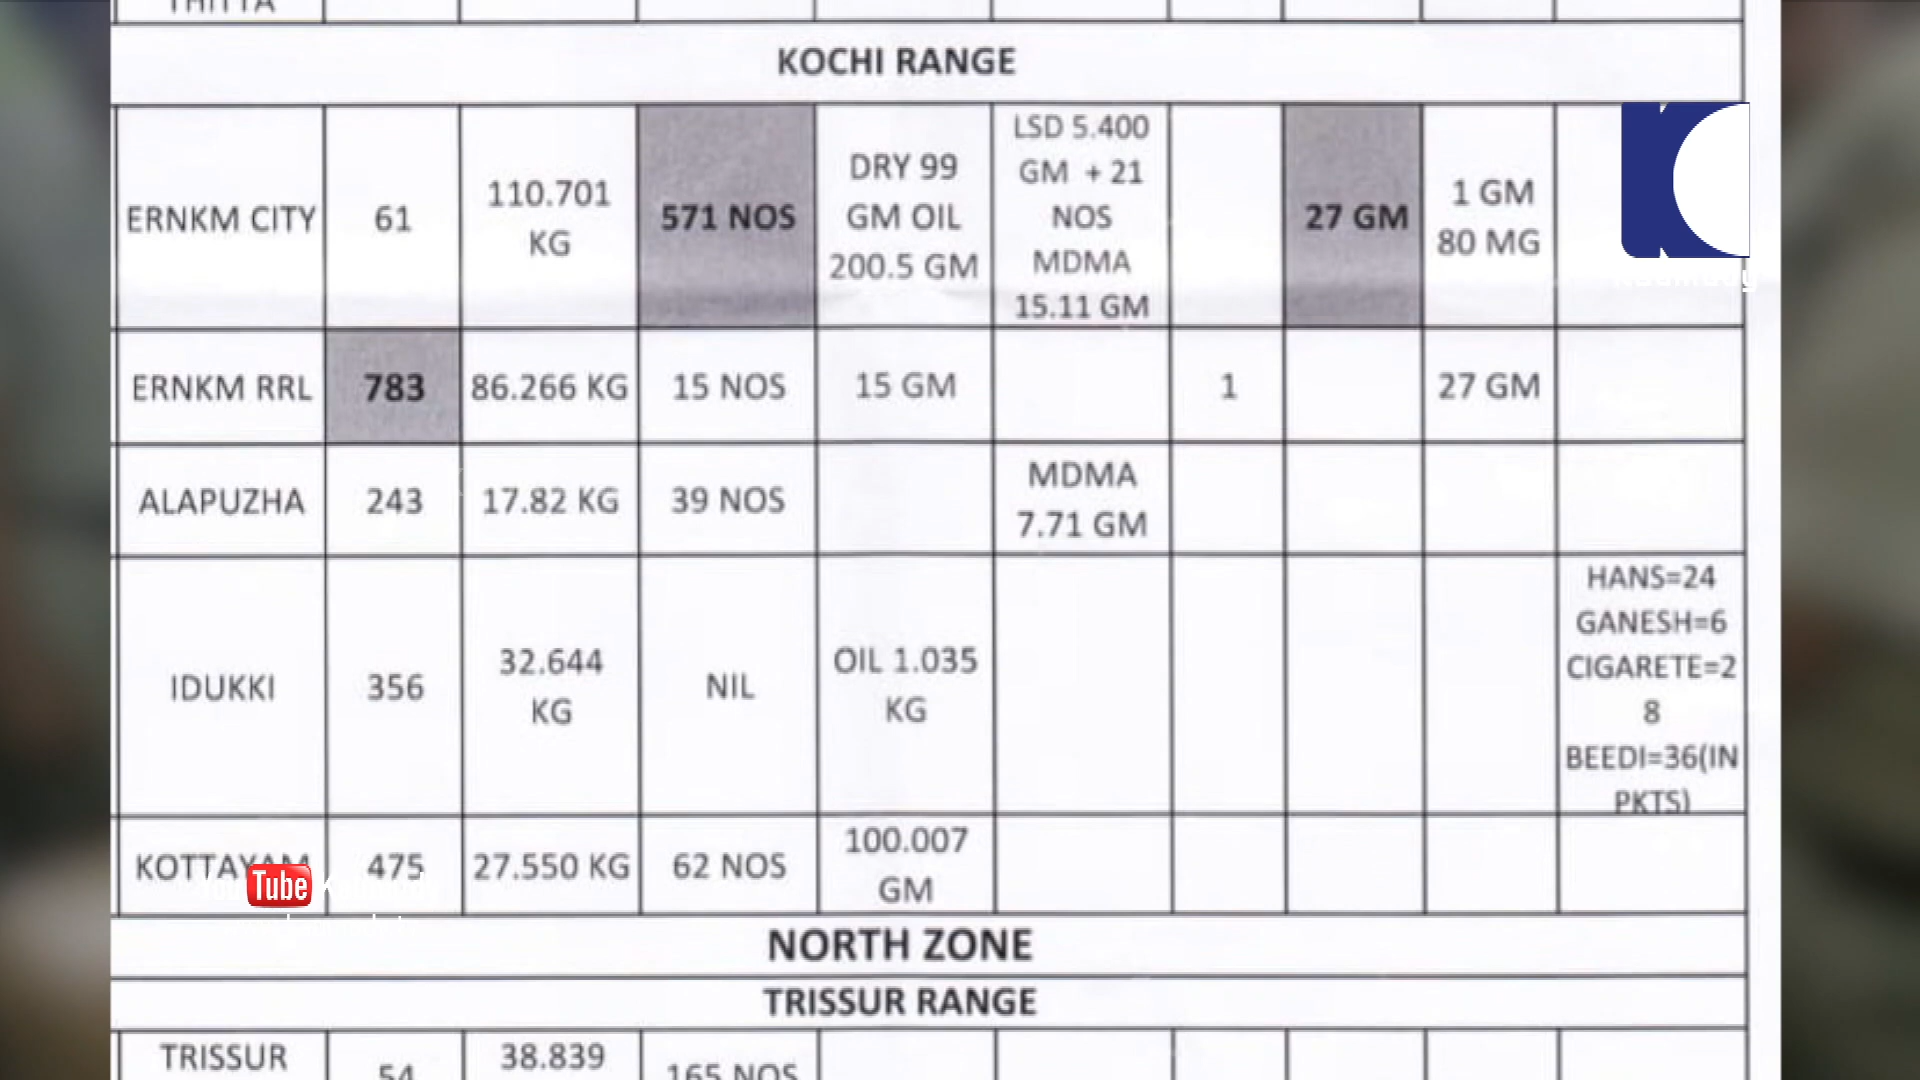 KOCHI RANGE
ERNKM CITY
61
110.701
KG
571 NOS
DRY 99
GM OIL
200.5 GM
LSD 5.400
GM + 21
NOS
MDMA
15.11 GM
27 GM
1 GM
80 MG
ERNKM RRL
783
86.266 KG
15 NOS
15 GM
1
27 GM
ALAPUZHA
243
17.82 KG
39 NOS
MDMA
7.71 GM
IDUKKI
356
32.644
KG
NIL
OIL 1.035
KG
HANS=24
GANESH=6
CIGARETE=2
8
BEEDI=36(IN
PKTS)
KOTTAYAM
475
27.550 KG
62 NOS
100.007
GM
Tube
NORTH ZONE
TRISSUR RANGE
TRISSUR
54
38.839
165 NOS